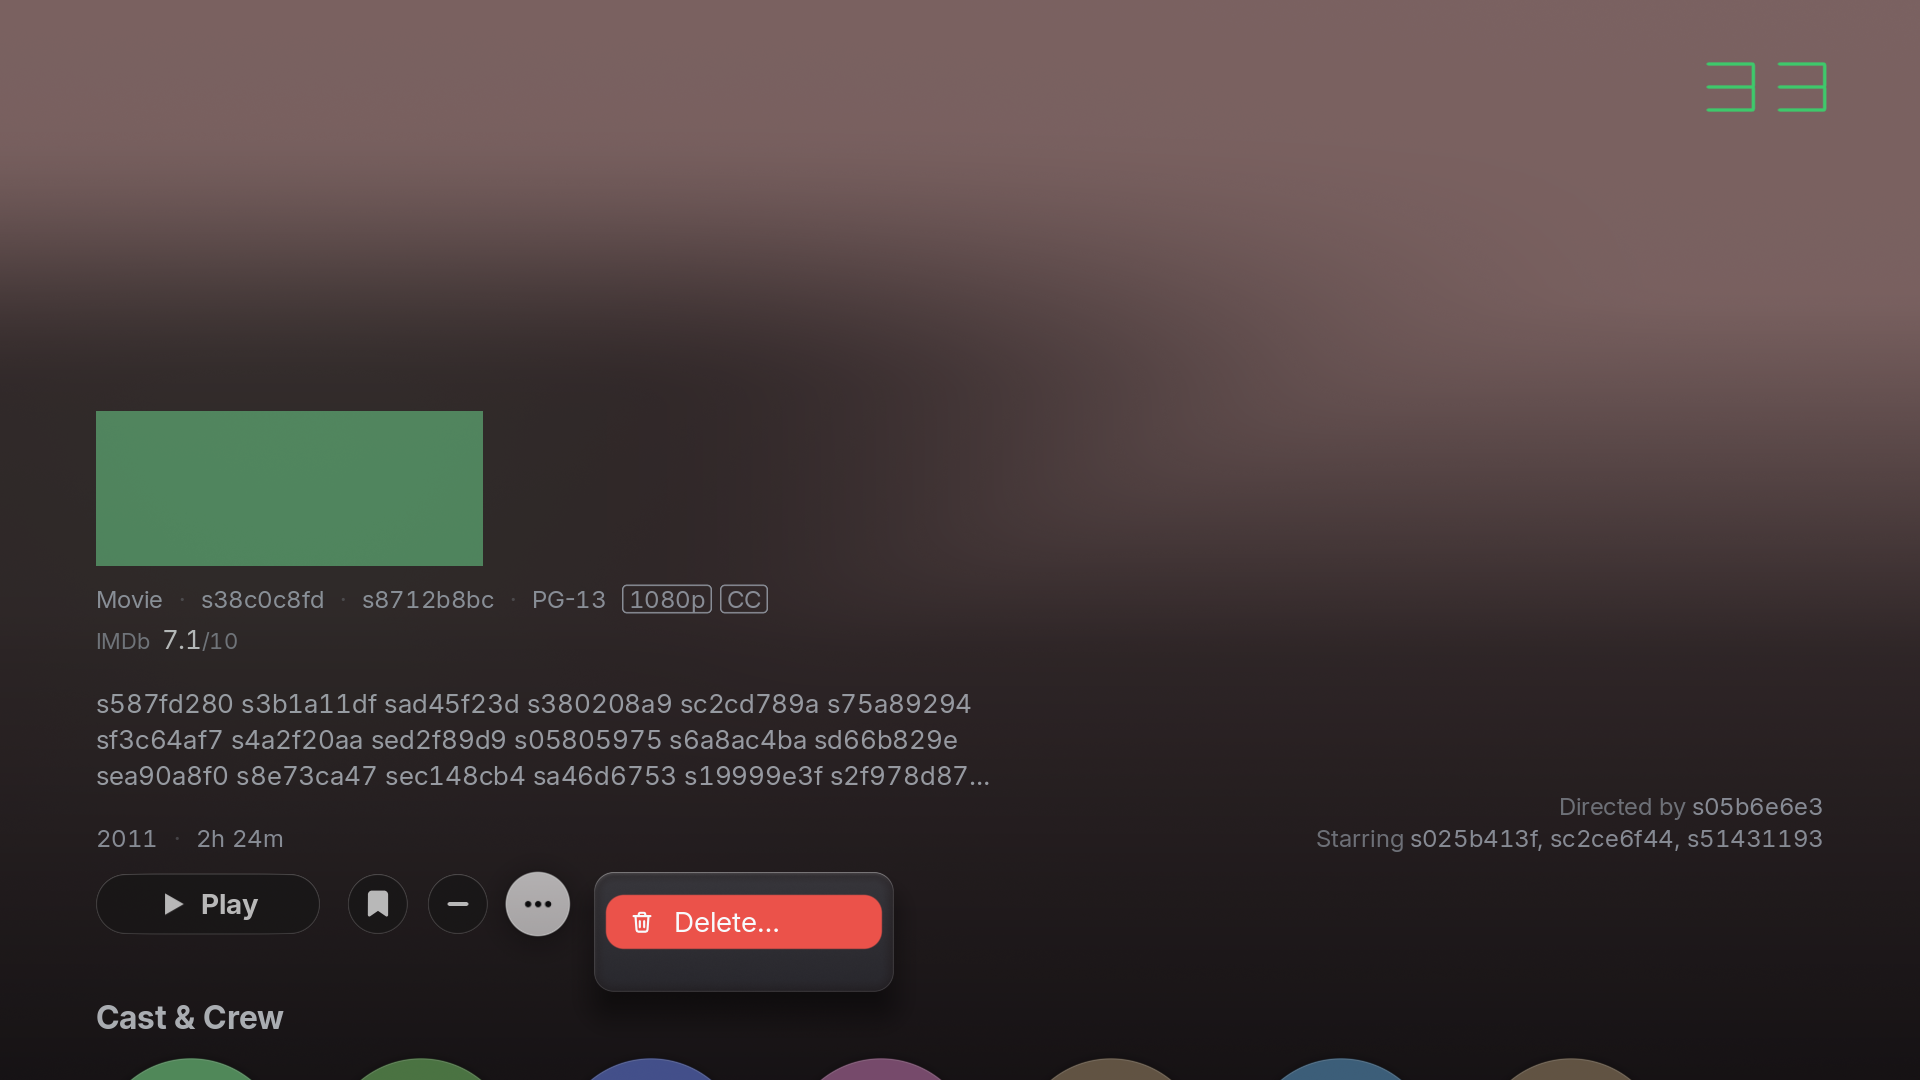 Movie · s38c0c8fd · s8712b8bc · PG-13 1080p CC
IMDb 7.1/10
s587fd280 s3b1a11df sad45f23d s380208a9 sc2cd789a s75a89294
sf3c64af7 s4a2f20aa sed2f89d9 s05805975 s6a8ac4ba sd66b829e
sea90a8f0 s8e73ca47 sec148cb4 sa46d6753 s19999e3f s2f978d87...
Directed by s05b6e6e3
2011 · 2h 24m
Starring s025b413f, sc2ce6f44, s51431193
Play
Delete...
Cast & Crew